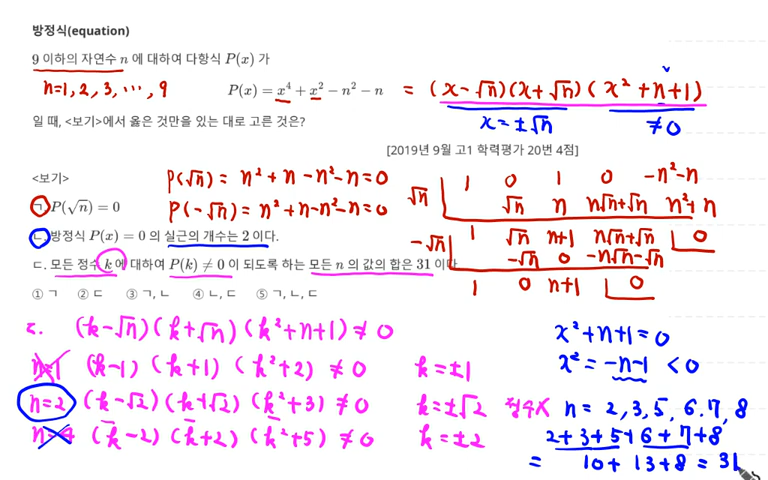 방정식(equation)
9 이하의 자연수 n 에 대하여 다항식 P(x) 가
n=1, 2, 3, ⋯, 9
P(x) = x⁴ + x² − n² − n = (x−√n)(x+√n)(x²+n+1)
x=±√n ≠0
일 때, <보기>에서 옳은 것만을 있는 대로 고른 것은?
[2019년 9월 고1 학력평가 20번 4점]
<보기>
P(√n) = n²+n−n²−n=0
ㄱ. P(√n) = 0
P(−√n) = n²+n−n²−n=0
ㄴ. 방정식 P(x) = 0 의 실근의 개수는 2 이다.
ㄷ. 모든 정수 k 에 대하여 P(k) ≠ 0 이 되도록 하는 모든 n 의 값의 합은 31 이다
① ㄱ ② ㄷ ③ ㄱ, ㄴ ④ ㄴ, ㄷ ⑤ ㄱ, ㄴ, ㄷ
√n 1 0 1 0 −n²−n
√n n n√n+√n n²+n
−√n 1 √n n+1 n√n+√n 0
−√n 0 −n√n−√n
1 0 n+1 0
ㄷ. (k−√n)(k+√n)(k²+n+1)≠0
n=1 (k−1)(k+1)(k²+2)≠0 k=±1
n=2 (k−√2)(k+√2)(k²+3)≠0 k=±√2 정수X
n=4 (k−2)(k+2)(k²+5)≠0 k=±2
x²+n+1=0
x²=−n−1<0
n=2, 3, 5, 6, 7, 8
2+3+5+6+7+8
= 10+13+8=31